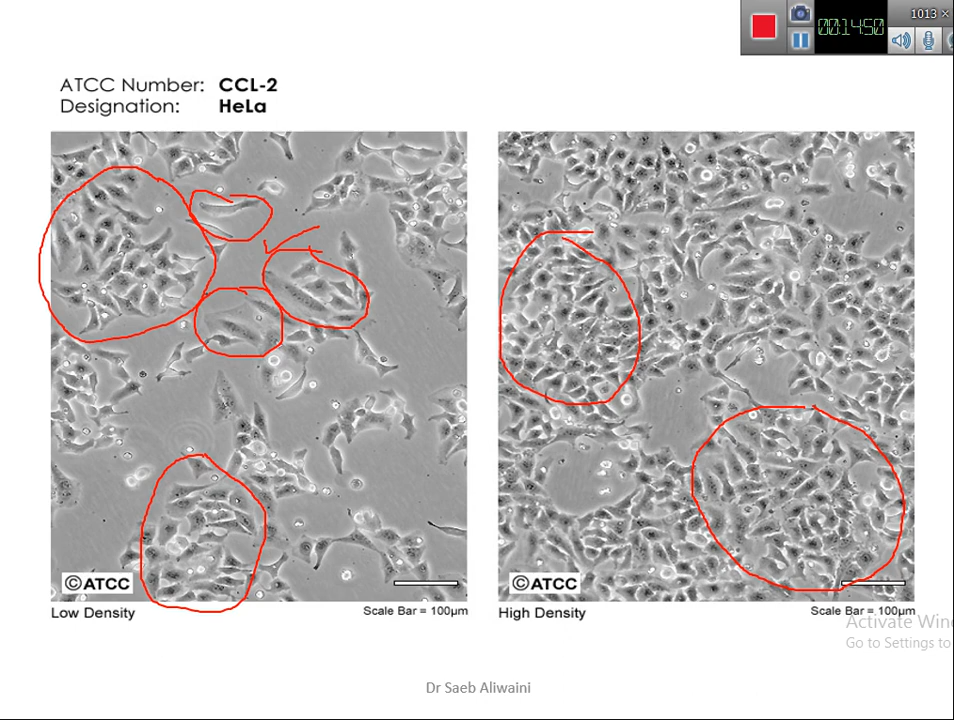 1013 ×
00:14:50
ATCC Number: CCL-2
Designation: HeLa
©ATCC
©ATCC
Low Density
Scale Bar = 100µm
High Density
Scale Bar = 100µm
Activate Win
Go to Settings to
Dr Saeb Aliwaini